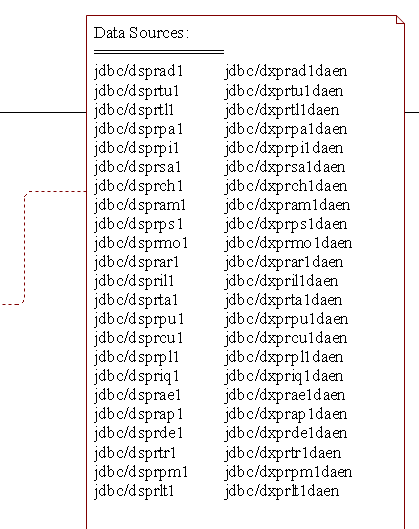 Data Sources:
jdbc/dsprad1 jdbc/dxprad1daen
jdbc/dsprtu1 jdbc/dxprtu1daen
jdbc/dsprtl1 jdbc/dxprtl1daen
jdbc/dsprpa1 jdbc/dxprpa1daen
jdbc/dsprpi1 jdbc/dxprpi1daen
jdbc/dsprsa1 jdbc/dxprsa1daen
jdbc/dsprch1 jdbc/dxprch1daen
jdbc/dspram1 jdbc/dxpram1daen
jdbc/dsprps1 jdbc/dxprps1daen
jdbc/dsprmo1 jdbc/dxprmo1daen
jdbc/dsprar1 jdbc/dxprar1daen
jdbc/dspril1 jdbc/dxpril1daen
jdbc/dsprta1 jdbc/dxprta1daen
jdbc/dsprpu1 jdbc/dxprpu1daen
jdbc/dsprcu1 jdbc/dxprcu1daen
jdbc/dsprpl1 jdbc/dxprpl1daen
jdbc/dspriq1 jdbc/dxpriq1daen
jdbc/dsprae1 jdbc/dxprae1daen
jdbc/dsprap1 jdbc/dxprap1daen
jdbc/dsprde1 jdbc/dxprde1daen
jdbc/dsprtr1 jdbc/dxprtr1daen
jdbc/dsprpm1 jdbc/dxprpm1daen
jdbc/dsprlt1 jdbc/dxprlt1daen